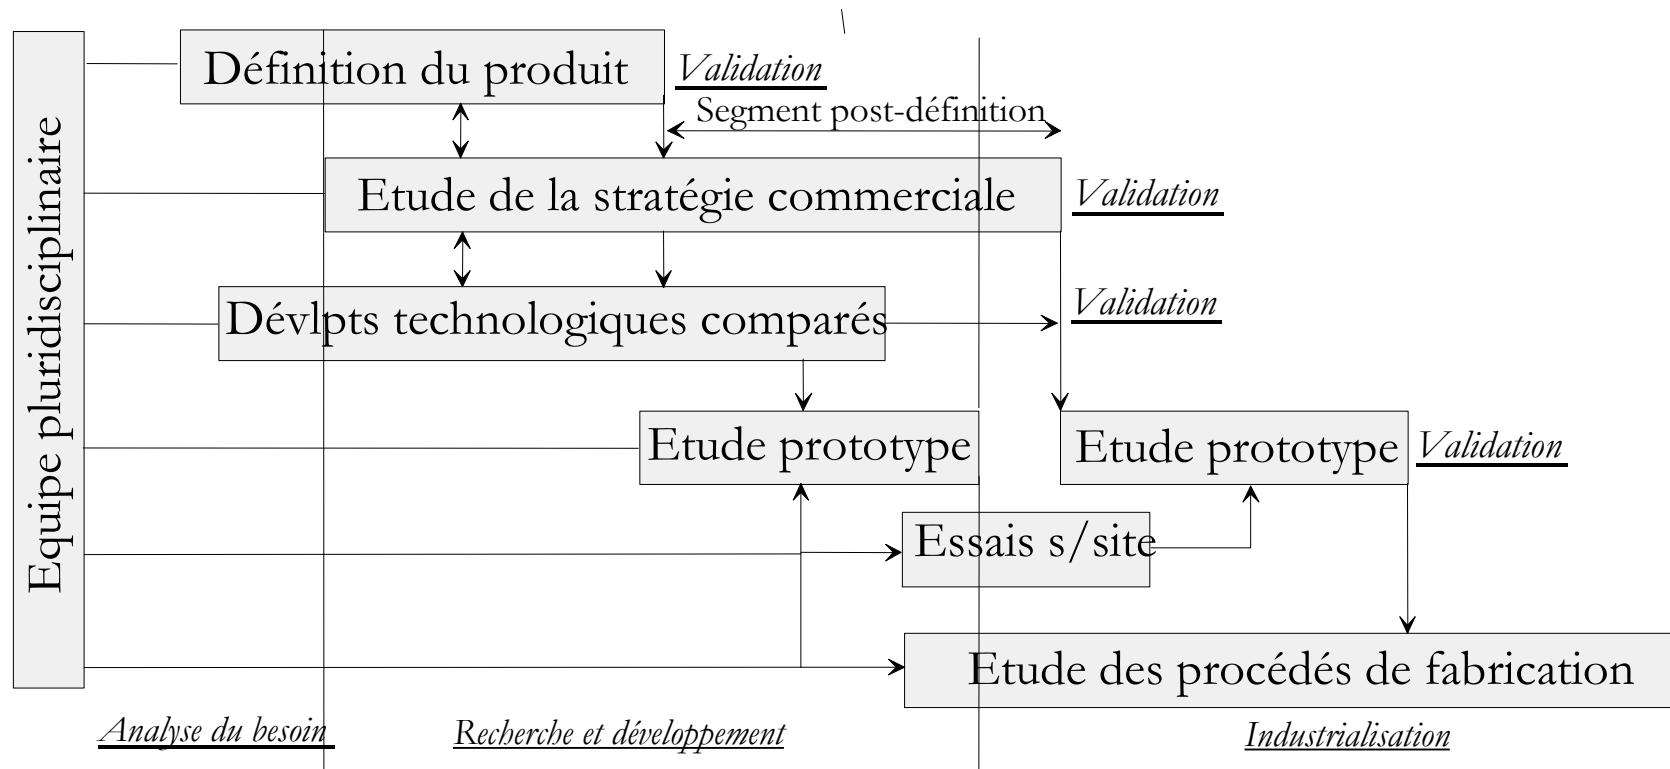 Equipe pluridisciplinaire
Définition du produit
Validation
Segment post-définition
Etude de la stratégie commerciale
Validation
Dévlpts technologiques comparés
Validation
Etude prototype
Etude prototype
Validation
Essais s/site
Etude des procédés de fabrication
Analyse du besoin
Recherche et développement
Industrialisation